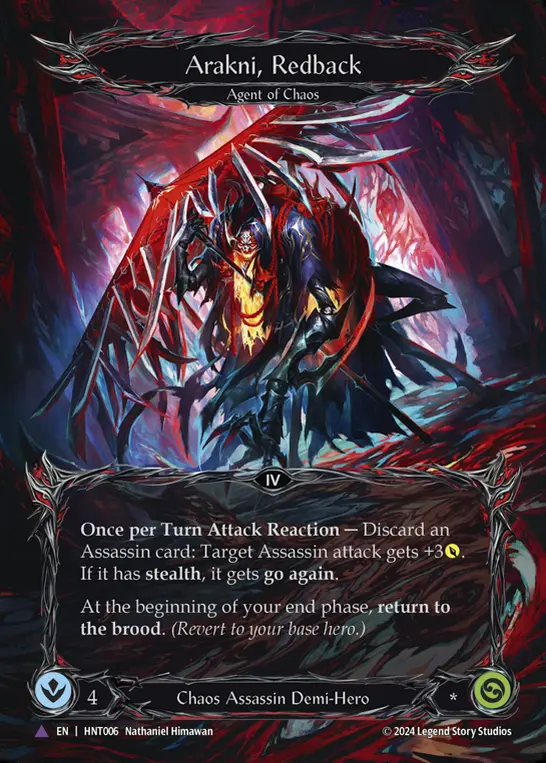 Arakni, Redback
Agent of Chaos
IV
Once per Turn Attack Reaction — Discard an
Assassin card: Target Assassin attack gets +3.
If it has stealth, it gets go again.
At the beginning of your end phase, return to
the brood. (Revert to your base hero.)
4
Chaos Assassin Demi-Hero
*
EN | HNT006 Nathaniel Himawan
© 2024 Legend Story Studios